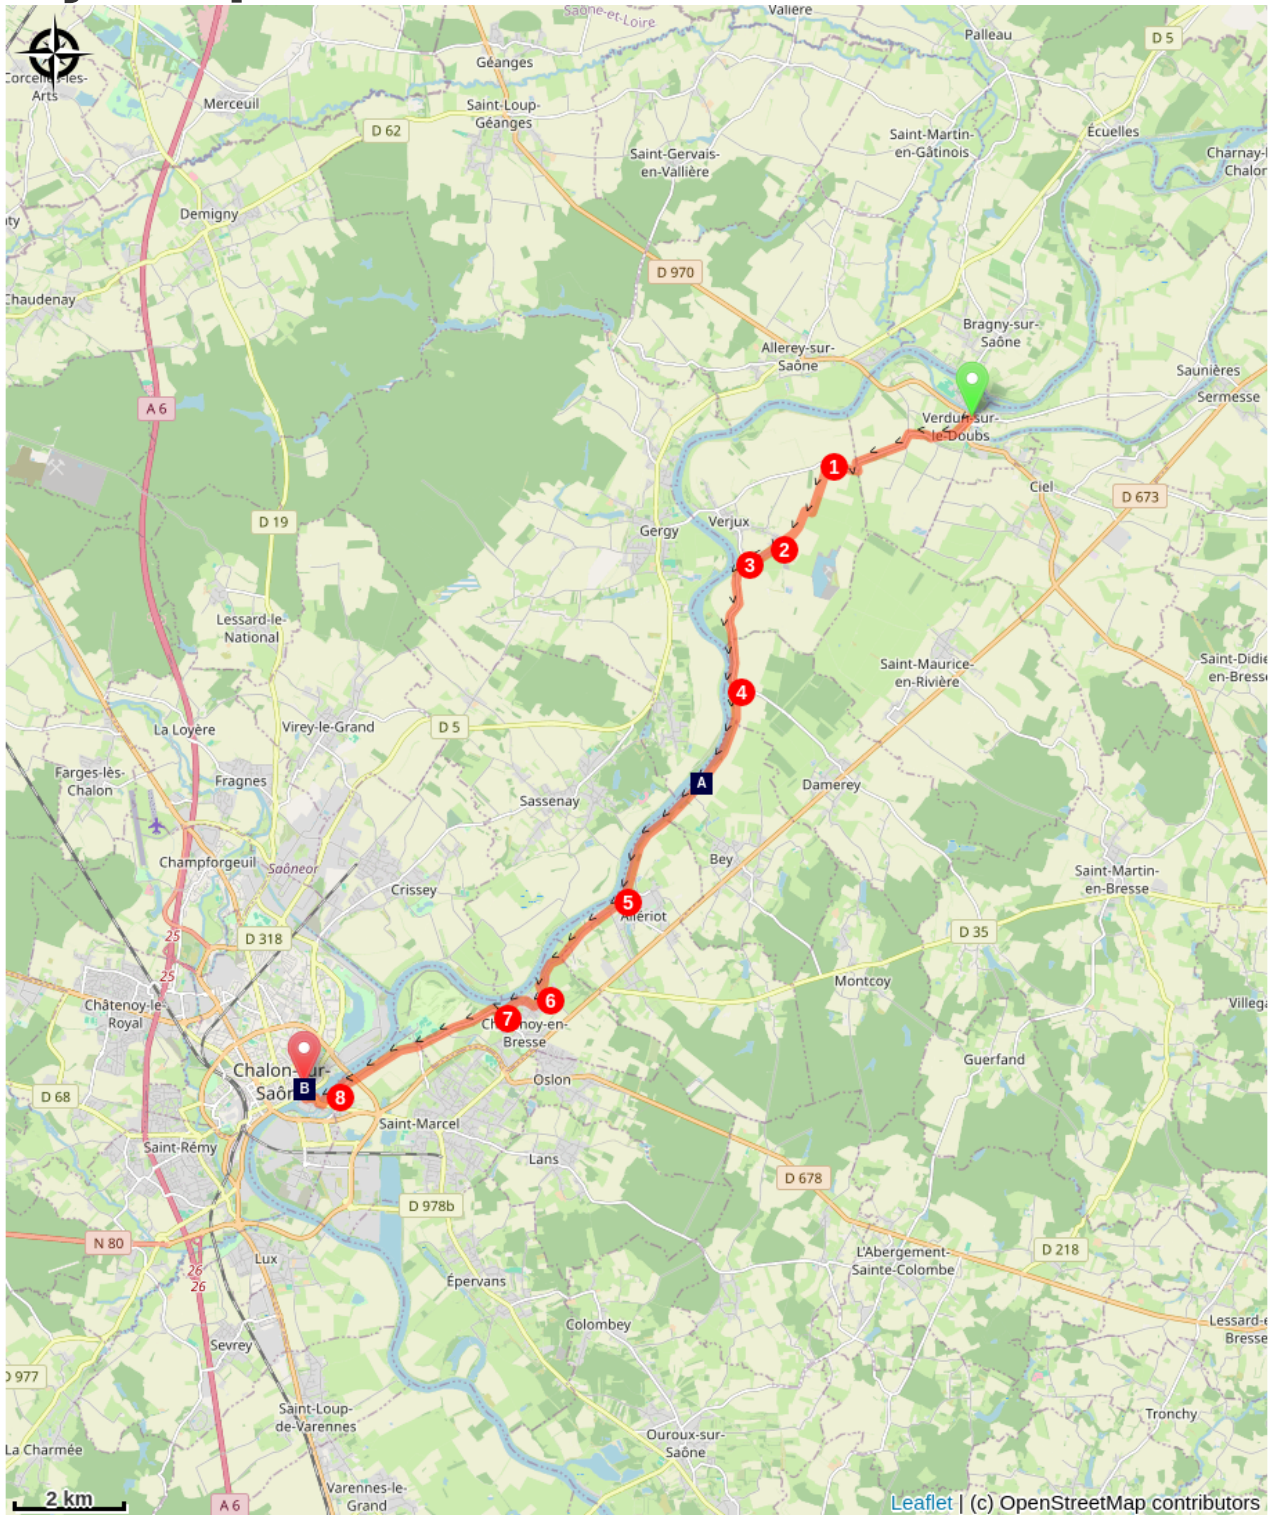 Saône-et-Loire
Valière
Palleau
D 5
Géanges
Corcelles-les-
Arts
Merceuil
Saint-Loup-
Géanges
D 62
Écuelles
Saint-Martin-
en-Gâtinois
Saint-Gervais-
en-Vallière
Charnay-l
Chalor
Demigny
D 970
Chaudenay
Bragny-sur-
Saône
Allerey-sur-
Saône
Saunières
Sermesse
A 6
Verdun-sur-
le-Doubs
1
Ciel
D 673
D 19
Verjux
Gergy
2
3
Lessard-le-
National
Saint-Maurice-
en-Rivière
Saint-Didie
en-Bresse
4
La Loyère
Virey-le-Grand
D 5
Farges-lès-
Chalon
Fragnes
A
Damerey
Sassenay
Champforgeuil
Saôneor
Bey
Saint-Martin-
en-Bresse
Crissey
5
Allériot
25
D 318
D 35
25
Montcoy
Châtenoy-le-
Royal
6
7
Châtenoy-en-
Bresse
Villega
Guerfand
Chalon-sur-
Saône
B
8
D 68
Oslon
Saint-Marcel
Saint-Rémy
Lans
D 678
D 978b
N 80
Lux
26
26
D 218
L'Abergement-
Sainte-Colombe
Épervans
Colombey
Lessard-e
Bresse
Sevrey
D 977
Saint-Loup-
de-Varennes
Tronchy
La Charmée
Ouroux-sur-
Saône
Varennes-le-
Grand
2 km
A 6
Leaflet | (c) OpenStreetMap contributors